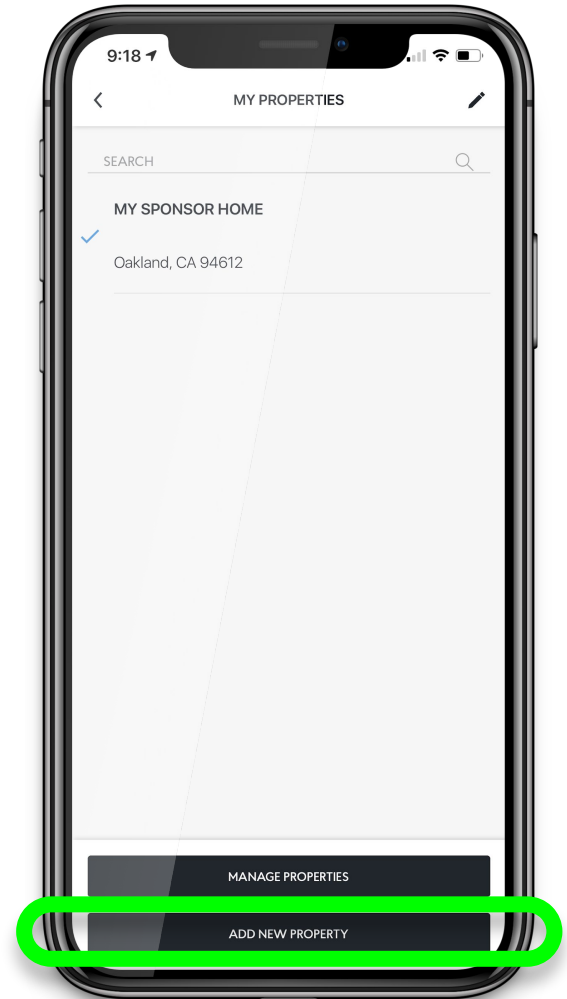 9:18
MY PROPERTIES
SEARCH
MY SPONSOR HOME
Oakland, CA 94612
MANAGE PROPERTIES
ADD NEW PROPERTY